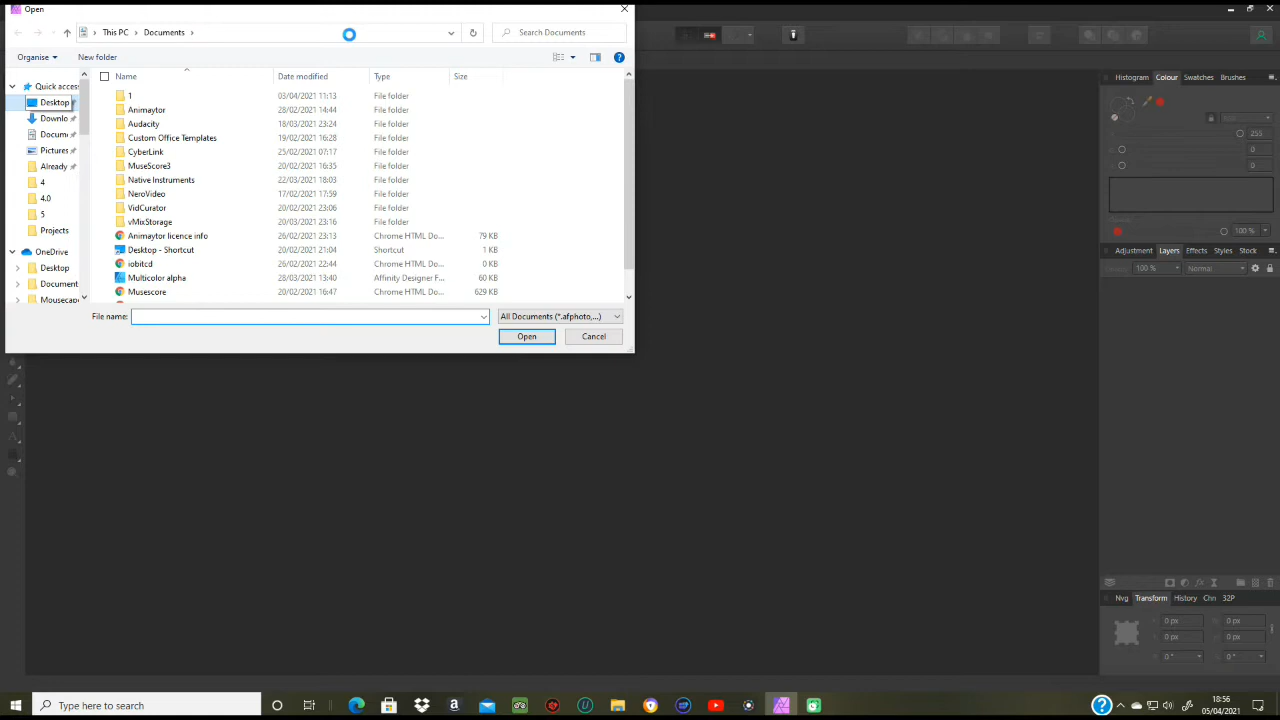 Open
This PC > Documents >
Search Documents
Organise
New folder
Name
Date modified
Type
Size
Quick access
Desktop
Downlo
Docume
Pictures
Already
4
4.0
5
Projects
OneDrive
Desktop
Document
Mousecap
1 03/04/2021 11:13 File folder
Animaytor 28/02/2021 14:44 File folder
Audacity 18/03/2021 23:24 File folder
Custom Office Templates 19/02/2021 16:28 File folder
CyberLink 25/02/2021 07:17 File folder
MuseScore3 20/02/2021 16:35 File folder
Native Instruments 22/03/2021 18:03 File folder
NeroVideo 17/02/2021 17:59 File folder
VidCurator 20/02/2021 23:06 File folder
vMixStorage 20/03/2021 23:16 File folder
Animaytor licence info 26/02/2021 23:13 Chrome HTML Do... 79 KB
Desktop - Shortcut 20/02/2021 21:04 Shortcut 1 KB
iobitcd 26/02/2021 22:44 Chrome HTML Do... 0 KB
Multicolor alpha 28/03/2021 13:40 Affinity Designer F... 60 KB
Musescore 20/02/2021 16:47 Chrome HTML Do... 629 KB
File name:
All Documents (*.afphoto,...)
Open
Cancel
Histogram Colour Swatches Brushes
255
0
0
100 %
Adjustment Layers Effects Styles Stock
100 % Normal
Nvg Transform History Chn 32P
0 px 0 px
0 px 0 px
0 ° 0 °
Type here to search
18:56
05/04/2021